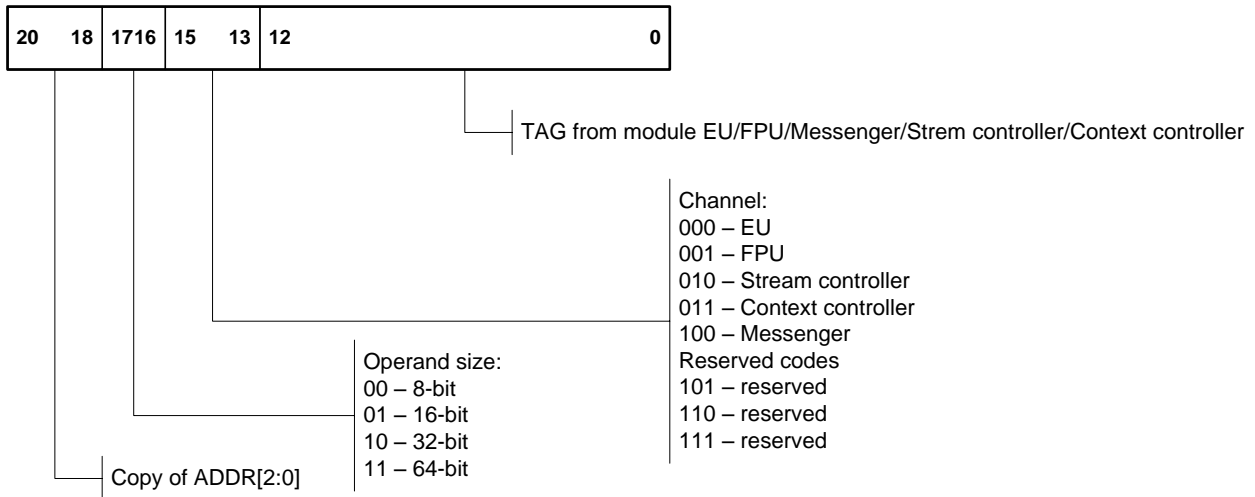 20 18 1716 15 13 12 0
TAG from module EU/FPU/Messenger/Strem controller/Context controller
Channel:
000 – EU
001 – FPU
010 – Stream controller
011 – Context controller
100 – Messenger
Reserved codes
101 – reserved
110 – reserved
111 – reserved
Operand size:
00 – 8-bit
01 – 16-bit
10 – 32-bit
11 – 64-bit
Copy of ADDR[2:0]